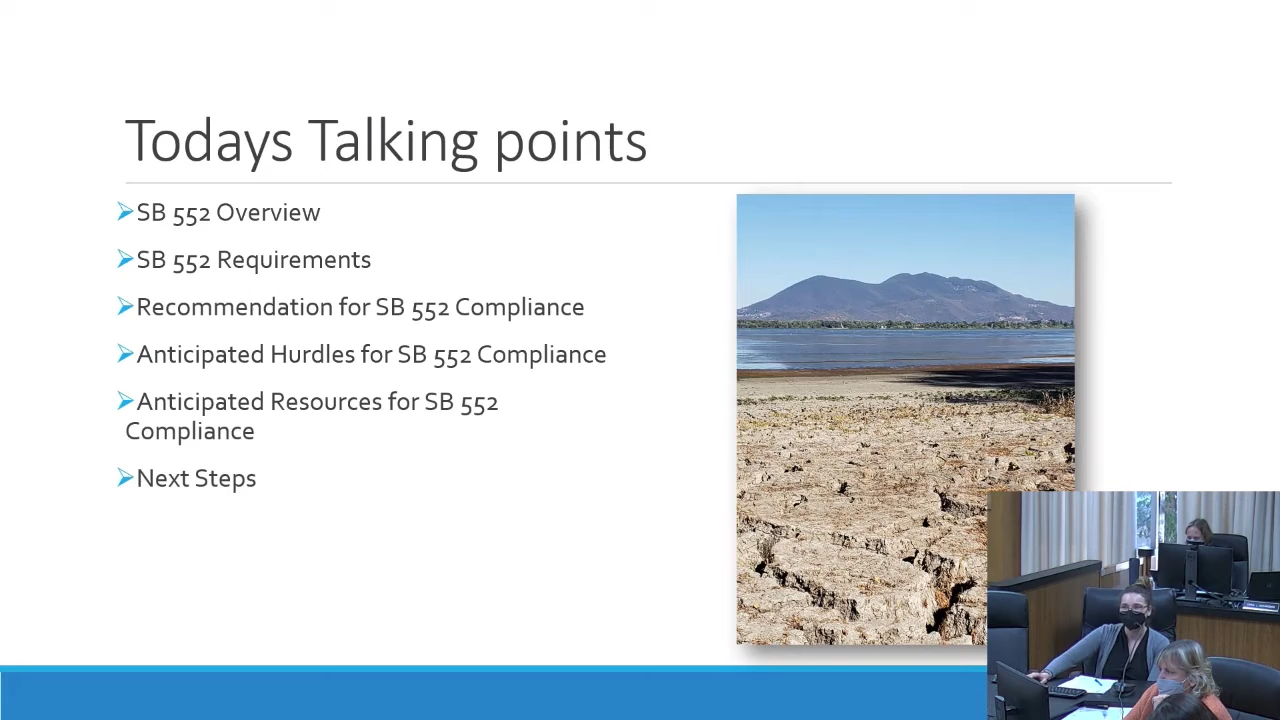 Todays Talking points
SB 552 Overview
SB 552 Requirements
Recommendation for SB 552 Compliance
Anticipated Hurdles for SB 552 Compliance
Anticipated Resources for SB 552
Compliance
Next Steps